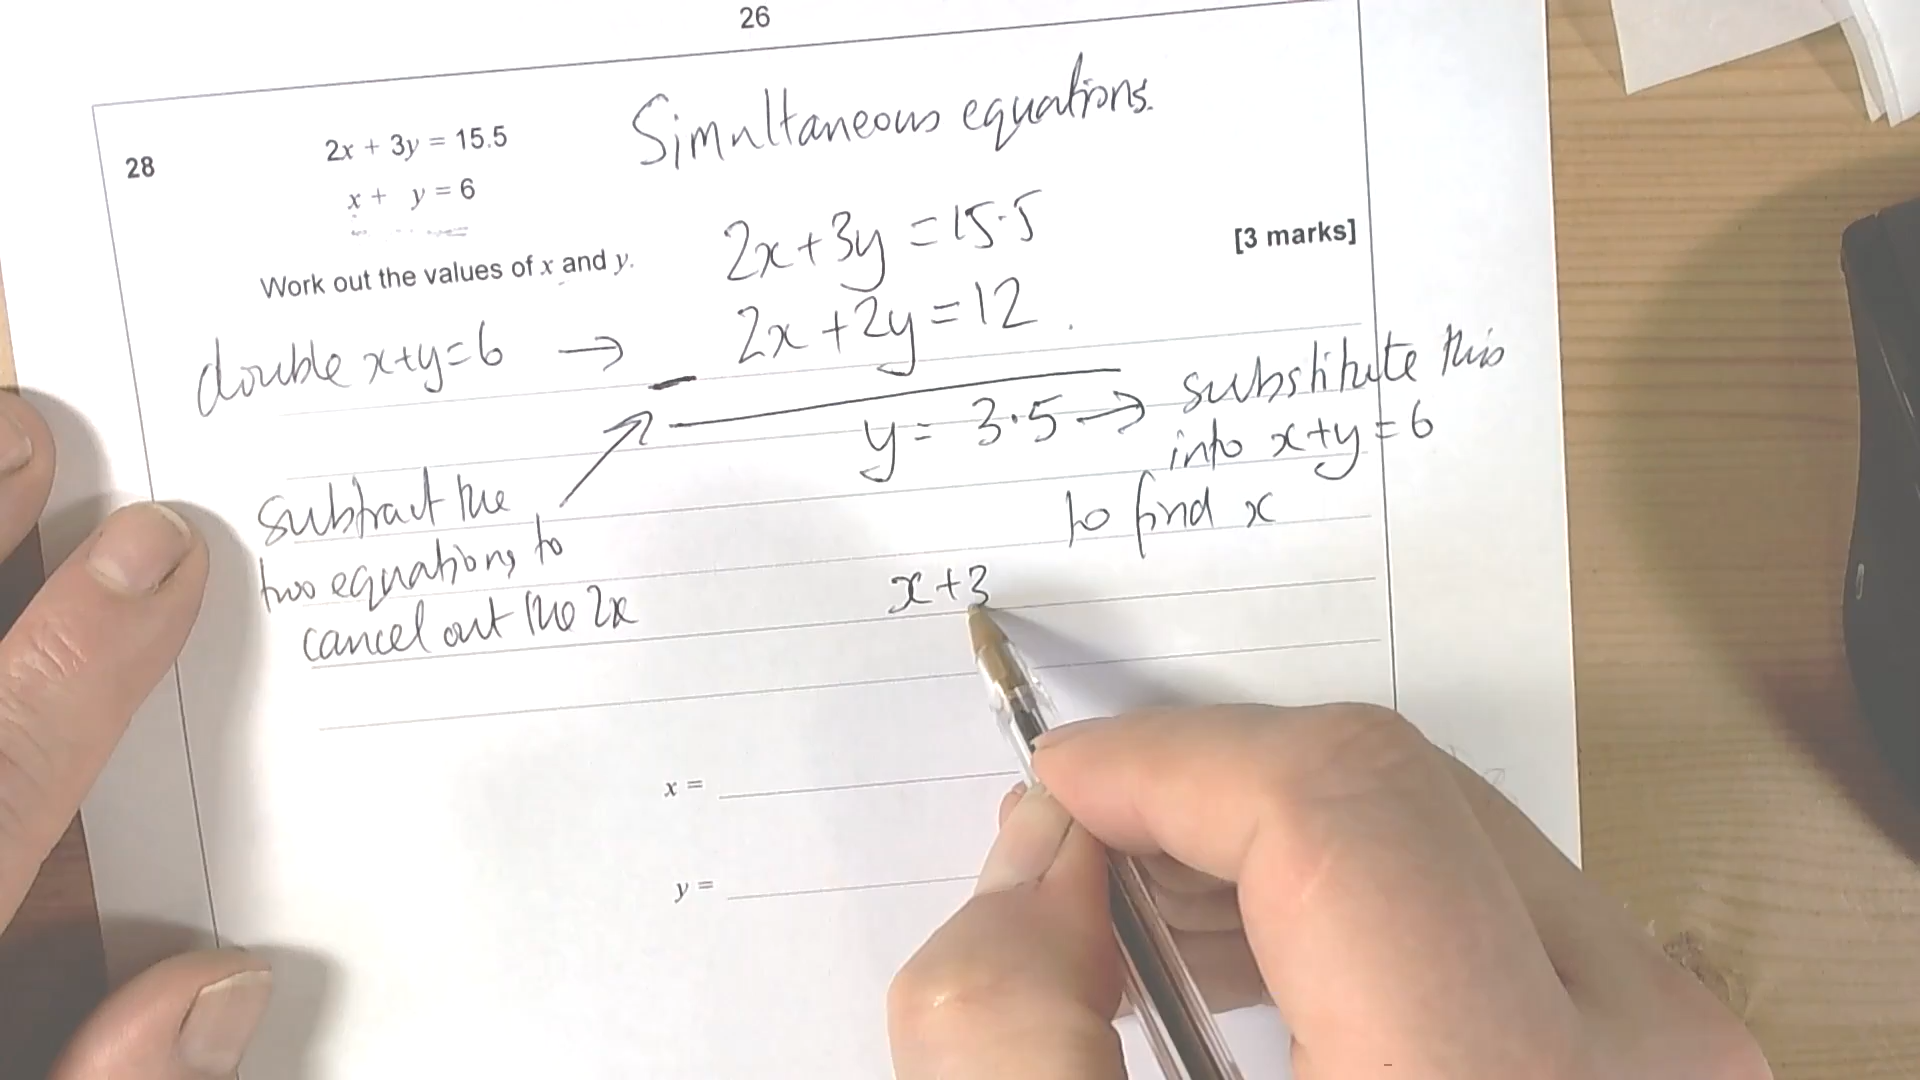 26
Simultaneous equations.
28
2x + 3y = 15.5
x + y = 6
Work out the values of x and y.
[3 marks]
2x+3y=15.5
2x+2y=12.
double x+y=6 →
y= 3.5 → substitute this
into x+y=6
to find x
subtract the
two equations to
cancel out the 2x
x+3
x =
y =